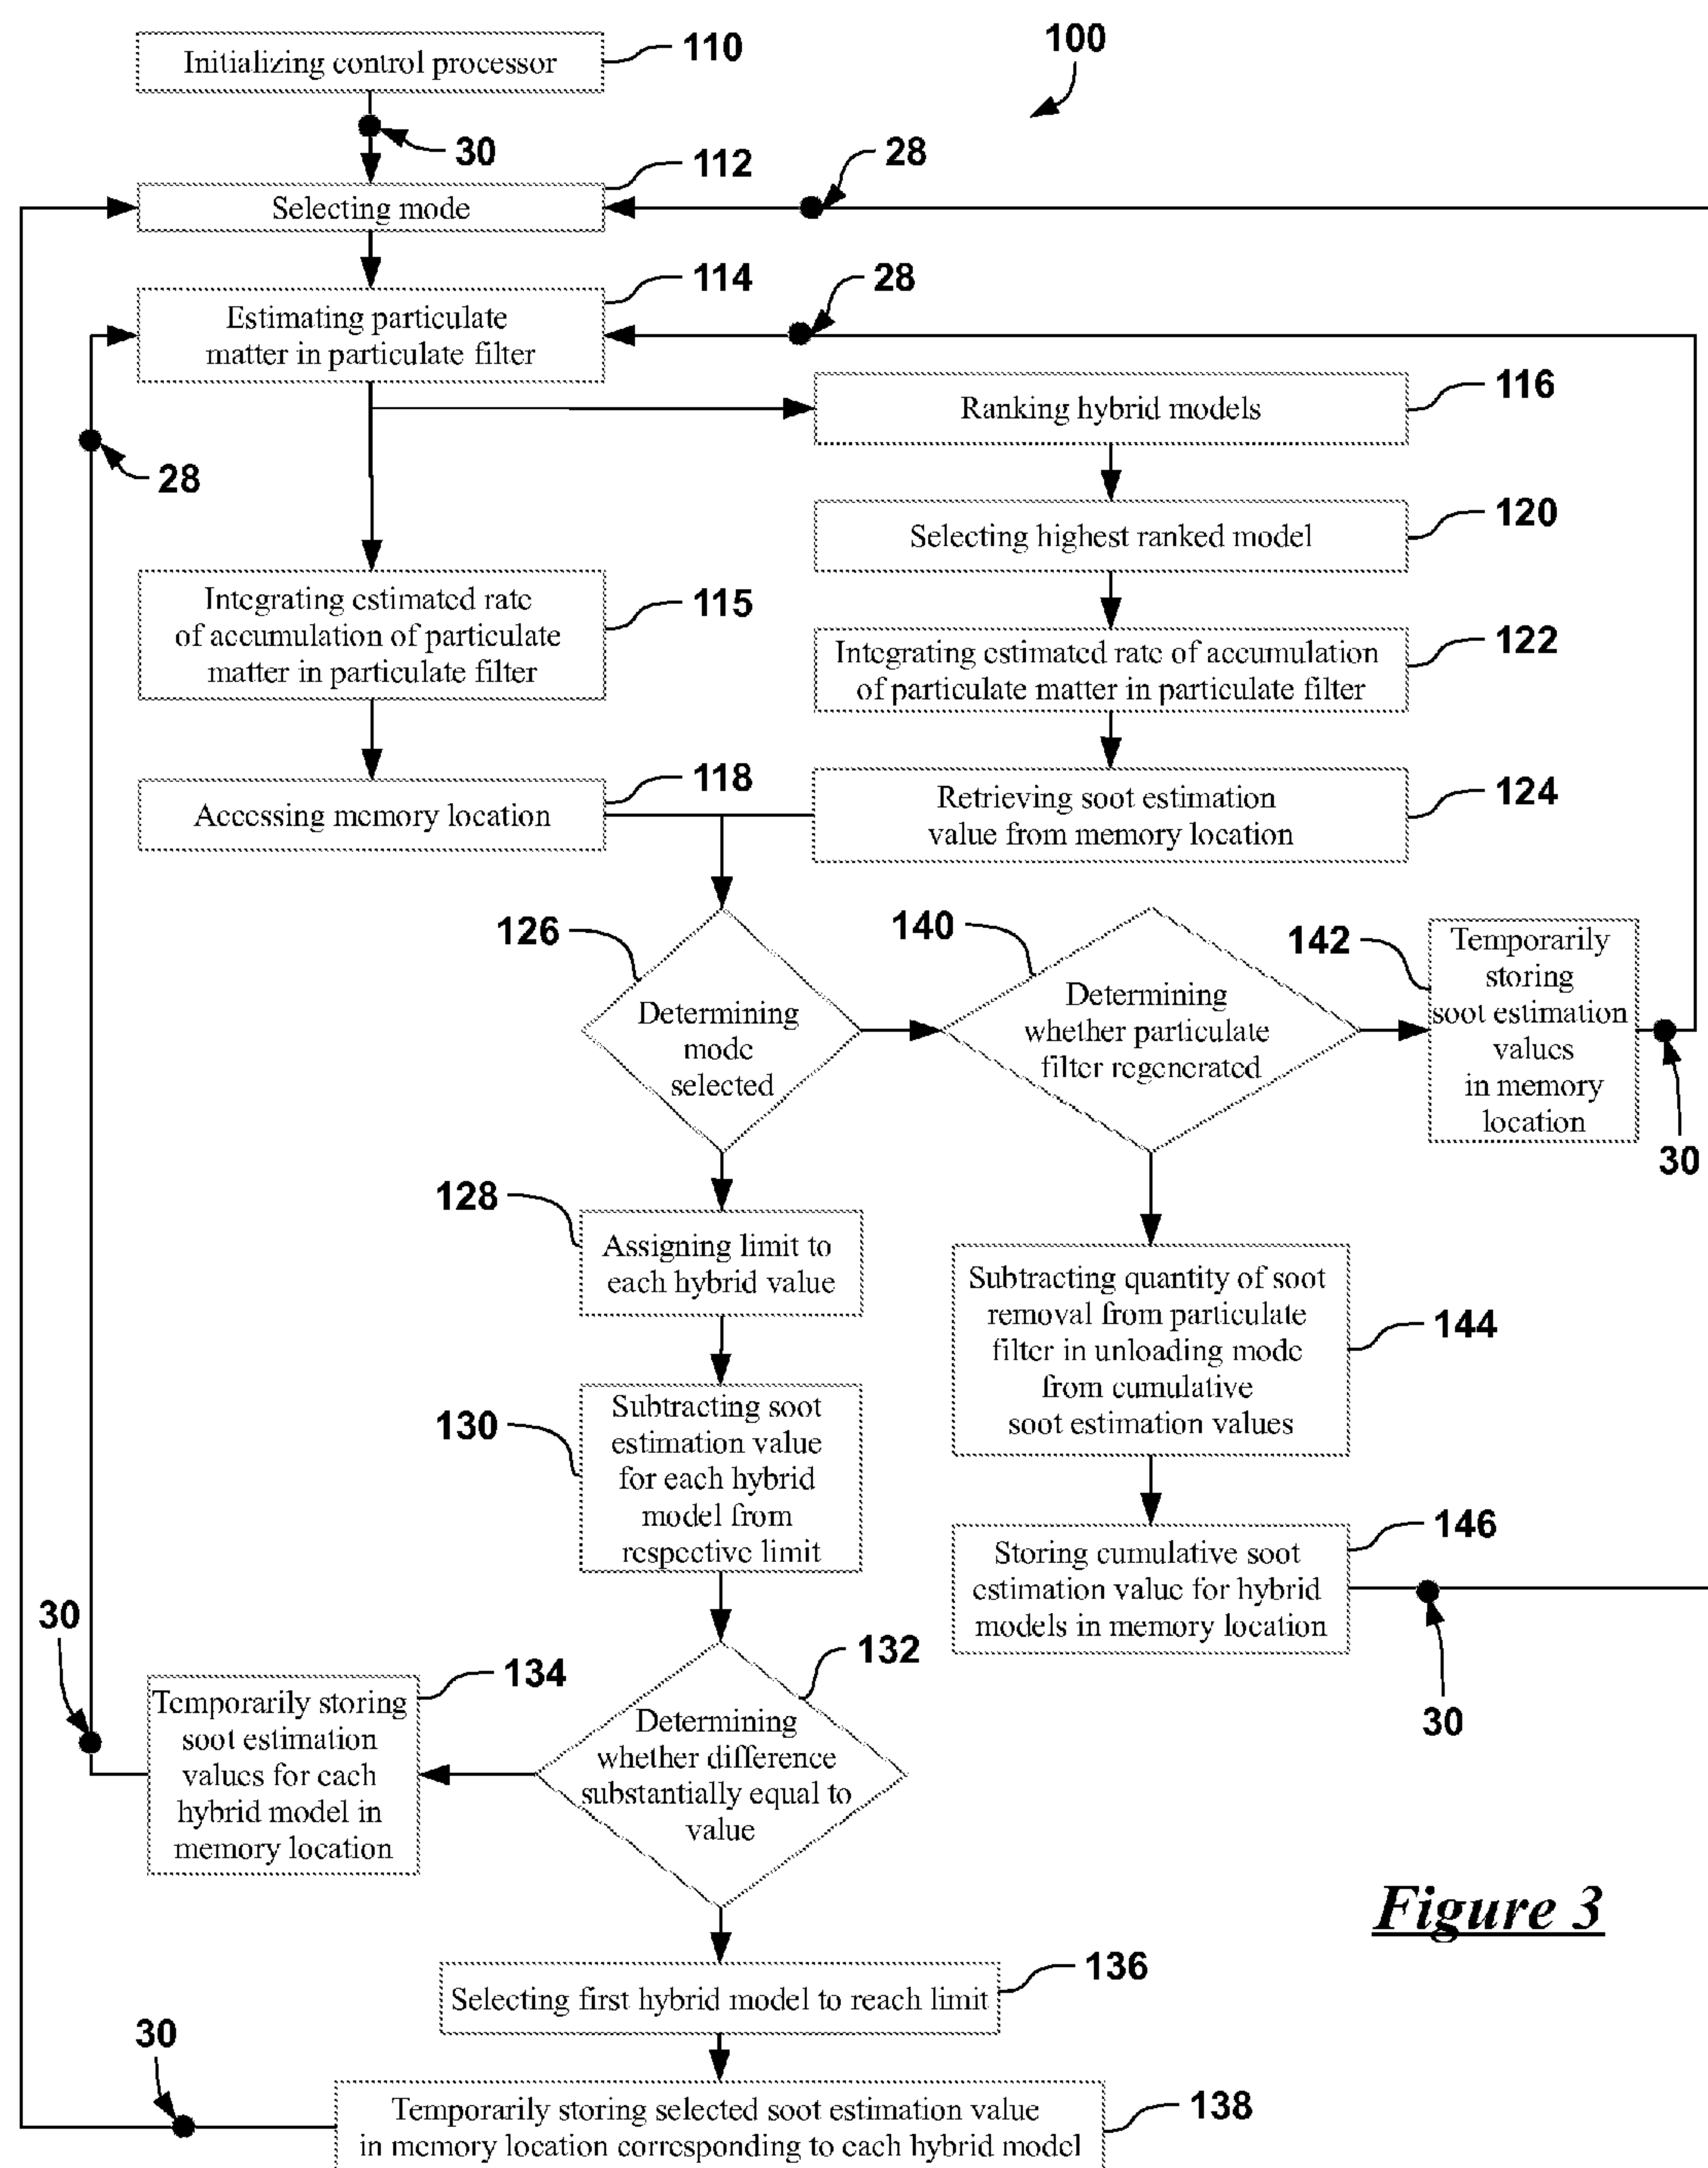 100
Initializing control processor
110
30
112
Selecting mode
28
114
Estimating particulate
matter in particulate filter
28
28
Ranking hybrid models
116
Selecting highest ranked model
120
Integrating estimated rate
of accumulation of particulate
matter in particulate filter
115
Integrating estimated rate of accumulation
of particulate matter in particulate filter
122
Accessing memory location
118
Retrieving soot estimation
value from memory location
124
126
Determining
mode
selected
140
Determining
whether particulate
filter regenerated
142
Temporarily
storing
soot estimation
values
in memory
location
30
128
Assigning limit to
each hybrid value
130
Subtracting soot
estimation value
for each hybrid
model from
respective limit
Subtracting quantity of soot
removal from particulate
filter in unloading mode
from cumulative
soot estimation values
144
Storing cumulative soot
estimation value for hybrid
models in memory location
146
30
132
Determining
whether difference
substantially equal to
value
30
134
Temporarily storing
soot estimation
values for each
hybrid model in
memory location
Selecting first hybrid model to reach limit
136
30
Temporarily storing selected soot estimation value
in memory location corresponding to each hybrid model
138
Figure 3